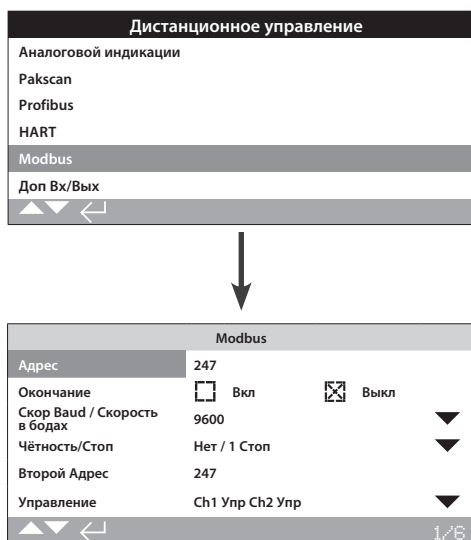 Дистанционное управление
Аналоговой индикации
Pakscan
Profibus
HART
Modbus
Доп Вх/Вых
Modbus
Адрес 247
Окончание Вкл Выкл
Скор Baud / Скорость
в бодах 9600
Чётность/Стоп Нет / 1 Стоп
Второй Адрес 247
Управление Ch1 Упр Ch2 Упр
1/6